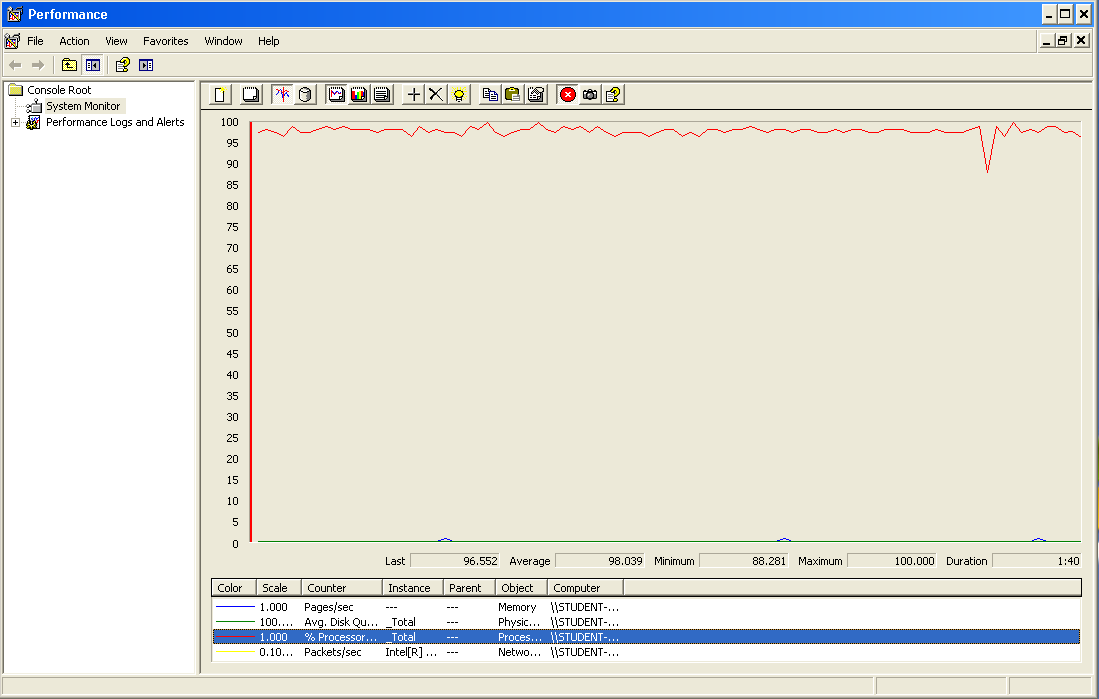 Performance
File Action View Favorites Window Help
Console Root
System Monitor
Performance Logs and Alerts
100
95
90
85
80
75
70
65
60
55
50
45
40
35
30
25
20
15
10
5
0
Last 96.552 Average 98.039 Minimum 88.281 Maximum 100.000 Duration 1:40
Color Scale Counter Instance Parent Object Computer
1.000 Pages/sec --- --- Memory \\STUDENT-...
100.... Avg. Disk Qu... _Total --- Physic... \\STUDENT-...
1.000 % Processor... _Total --- Proces... \\STUDENT-...
0.10... Packets/sec Intel[R] ... --- Netwo... \\STUDENT-...